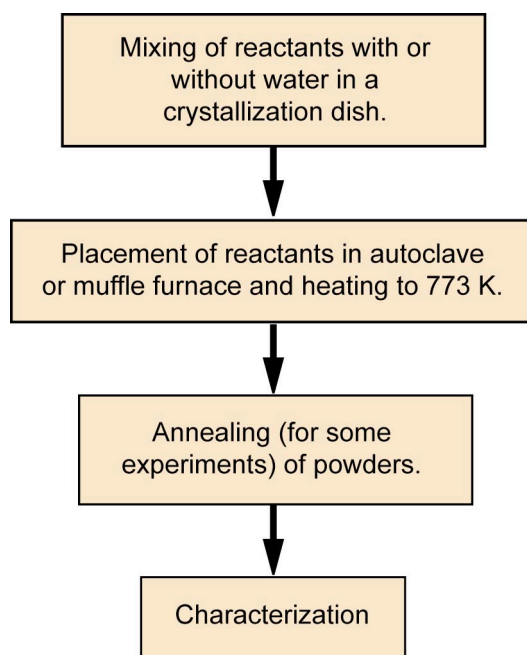 Mixing of reactants with or
without water in a
crystallization dish.
Placement of reactants in autoclave
or muffle furnace and heating to 773 K.
Annealing (for some
experiments) of powders.
Characterization